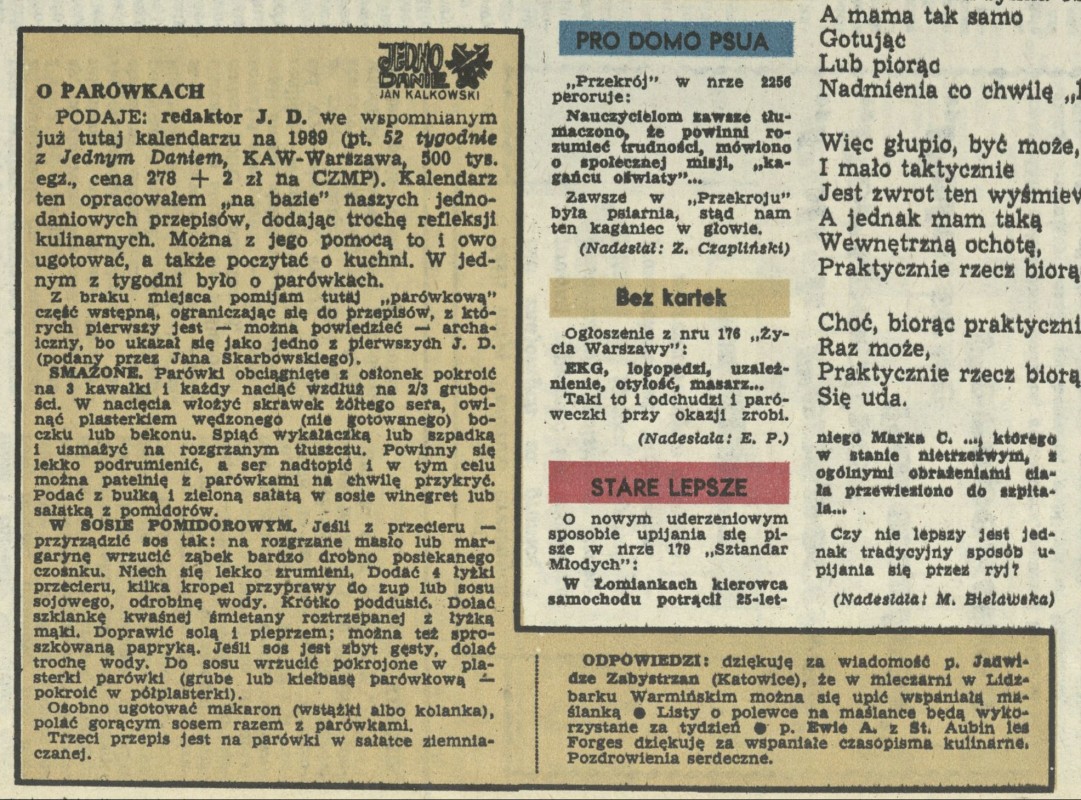 JEDNO
DANIE
JAN KALKOWSKI
O PARÓWKACH
PODAJE: redaktor J. D. we wspomnianym
już tutaj kalendarzu na 1989 (pt. 52 tygodnie
z Jednym Daniem, KAW-Warszawa, 500 tys.
egz., cena 278 + 2 zł na CZMP). Kalendarz
ten opracowałem „na bazie” naszych jedno-
daniowych przepisów, dodając trochę refleksji
kulinarnych. Można z jego pomocą to i owo
ugotować, a także poczytać o kuchni. W jed-
nym z tygodni było o parówkach.
Z braku miejsca pomijam tutaj „parówkową”
część wstępną, ograniczając się do przepisów, z któ-
rych pierwszy jest — można powiedzieć — archa-
iczny, bo ukazał się jako jedno z pierwszych J. D.
(podany przez Jana Skarbowskiego).
SMAŻONE. Parówki obciągnięte z osłonek pokroić
na 3 kawałki i każdy naciąć wzdłuż na 2/3 grubo-
ści. W nacięcia włożyć skrawek żółtego sera, owi-
nąć plasterkiem wędzonego (nie gotowanego) bo-
czku lub bekonu. Spiąć wykałaczką lub szpadką
i usmażyć na rozgrzanym tłuszczu. Powinny się
lekko podrumienić, a ser nadtopić i w tym celu
można patelnię z parówkami na chwilę przykryć.
Podać z bułką i zieloną sałatą w sosie winegret lub
sałatką z pomidorów.
W SOSIE POMIDOROWYM. Jeśli z przecieru —
przyrządzić sos tak: na rozgrzane masło lub mar-
garynę wrzucić ząbek bardzo drobno posiekanego
czosnku. Niech się lekko zrumieni. Dodać 4 łyżki
przecieru, kilka kropel przyprawy do zup lub sosu
sojowego, odrobinę wody. Krótko poddusić. Dolać
szklankę kwaśnej śmietany roztrzepanej z łyżką
mąki. Doprawić solą i pieprzem; można też spro-
szkowaną papryką. Jeśli sos jest zbyt gęsty, dolać
trochę wody. Do sosu wrzucić pokrojone w pla-
sterki parówki (grube lub kiełbasę parówkową —
pokroić w półplasterki).
Osobno ugotować makaron (wstążki albo kolanka),
polać gorącym sosem razem z parówkami.
Trzeci przepis jest na parówki w sałatce ziemnia-
czanej.
ODPOWIEDZI: dziękuję za wiadomość p. Jadwi-
dze Zabystrzan (Katowice), że w mleczarni w Lidz-
barku Warmińskim można się upić wspaniałą ma-
ślanką ● Listy o polewce na maślance będą wyko-
rzystane za tydzień ● p. Ewie A. z St. Aubin les
Forges dziękuję za wspaniałe czasopisma kulinarne.
Pozdrowienia serdeczne.
PRO DOMO PSUA
„Przekrój” w nrze 2256
peroruje:
Nauczycielom zawsze tłu-
maczono, że powinni ro-
zumieć trudności, mówiono
o społecznej misji, „ka-
gańcu oświaty”...
Zawsze w „Przekroju”
była psiarnia, stąd nam
ten kaganiec w głowie.
(Nadesłał: Z. Czapliński)
Bez kartek
Ogłoszenie z nru 176 „Ży-
cia Warszawy”:
EKG, logopedzi, uzależ-
nienie, otyłość, masarz...
Taki to i odchudzi i paró-
weczki przy okazji zrobi.
(Nadesłała: E. P.)
STARE LEPSZE
O nowym uderzeniowym
sposobie upijania się pi-
sze w nrze 179 „Sztandar
Młodych”:
W Łomiankach kierowca
samochodu potrącił 25-let-
niego Marka C. ..., którego
w stanie nietrzeźwym, z
ogólnymi obrażeniami cia-
ła przewieziono do szpita-
la...
Czy nie lepszy jest jed-
nak tradycyjny sposób u-
pijania się przez ryj?
(Nadesłała: M. Bielawska)
A mama tak samo
Gotując
Lub piorąc
Nadmienia co chwilę
Więc głupio, być może,
I mało taktycznie
Jest zwrot ten wyśmiew
A jednak mam taką
Wewnętrzną ochotę,
Praktycznie rzecz biorą
Choć, biorąc praktyczni
Raz może,
Praktycznie rzecz biorą
Się uda.